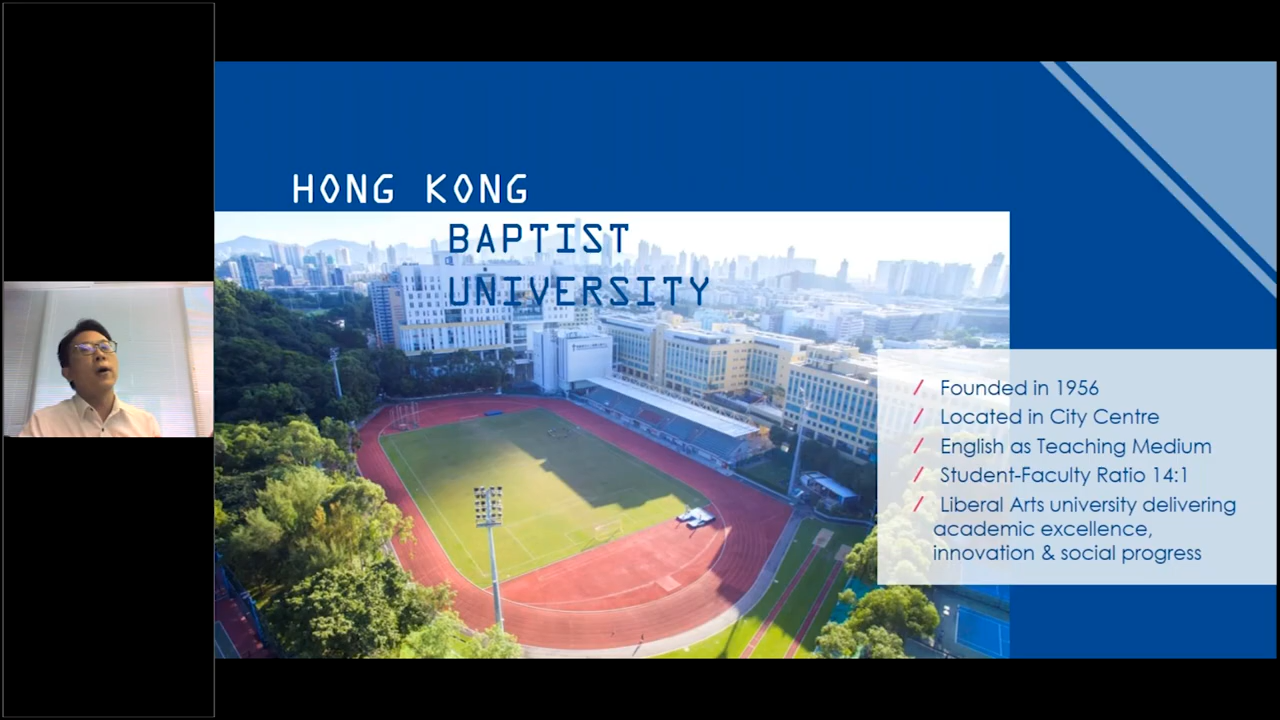 HONG KONG
BAPTIST
UNIVERSITY
/ Founded in 1956
/ Located in City Centre
/ English as Teaching Medium
/ Student-Faculty Ratio 14:1
/ Liberal Arts university delivering
academic excellence,
innovation & social progress